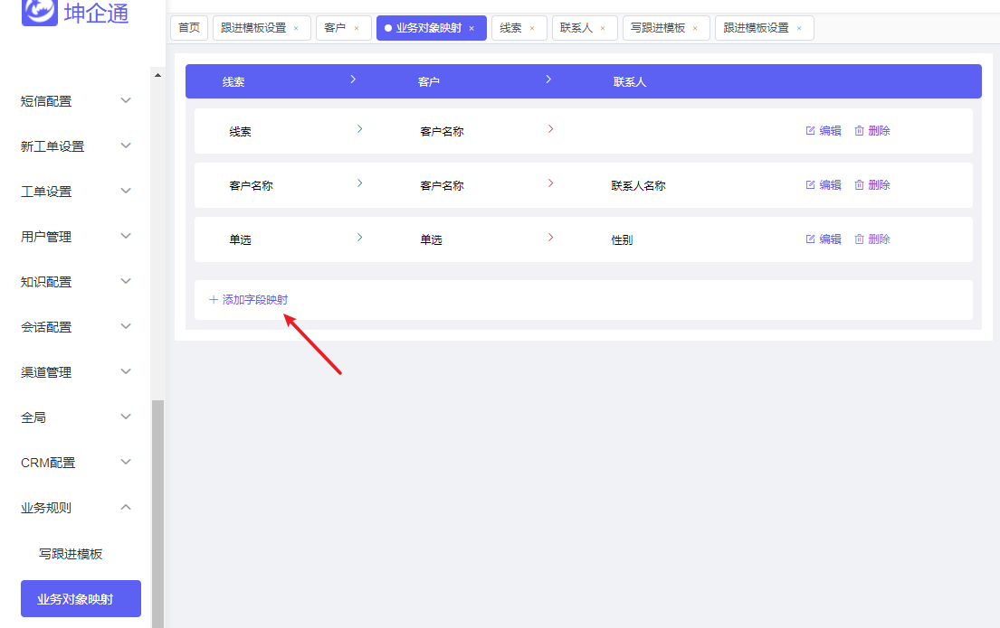 坤企通
首页 跟进模板设置 × 客户 × 业务对象映射 × 线索 × 联系人 × 写跟进模板 × 跟进模板设置 ×
短信配置
新工单设置
工单设置
用户管理
知识配置
会话配置
渠道管理
全局
CRM配置
业务规则
写跟进模板
业务对象映射
线索 > 客户 > 联系人
线索 > 客户名称 > 编辑 删除
客户名称 > 客户名称 > 联系人名称 编辑 删除
单选 > 单选 > 性别 编辑 删除
+ 添加字段映射